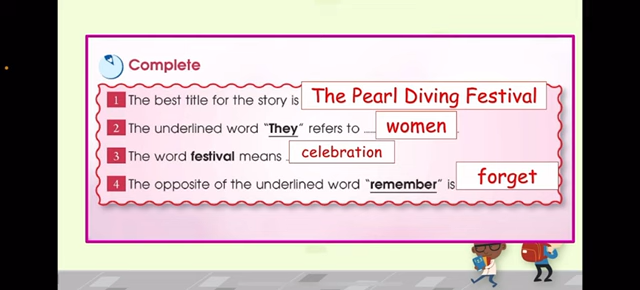 Complete
1 The best title for the story is The Pearl Diving Festival
2 The underlined word "They" refers to ..... women
3 The word festival means . celebration
4 The opposite of the underlined word "remember" is forget